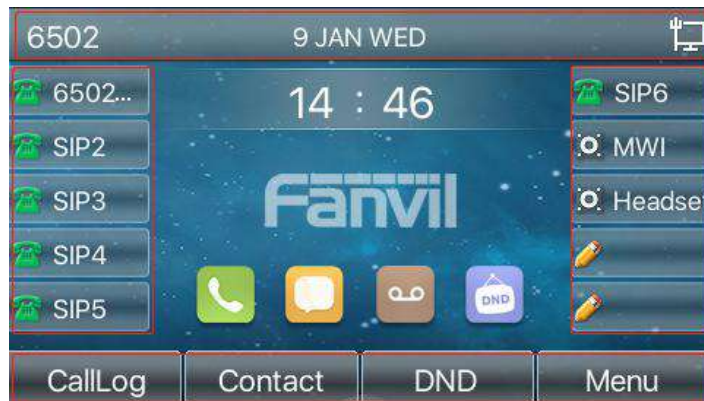 6502 9 JAN WED
6502... 14 : 46 SIP6
SIP2 MWI
SIP3 Fanvil Headset
SIP4
SIP5 DND
CallLog Contact DND Menu